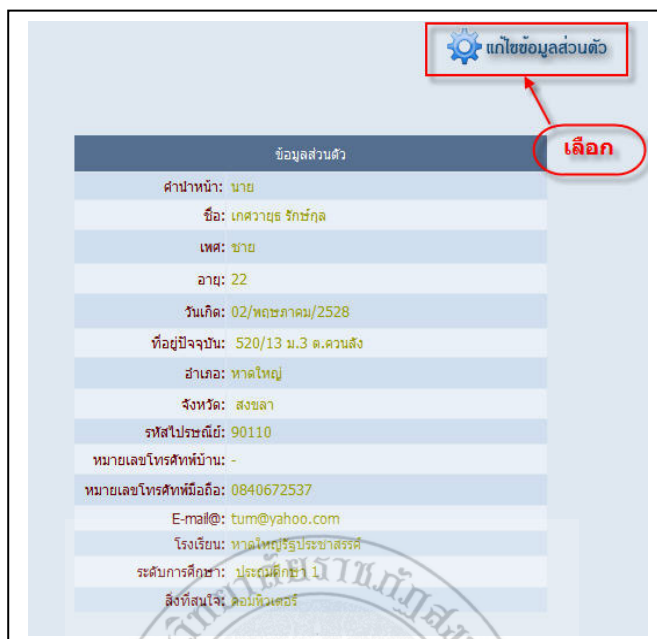 แก้ไขข้อมูลส่วนตัว
เลือก
ข้อมูลส่วนตัว
คำนำหน้า: นาย
ชื่อ: เกศวายุธ รักษ์กุล
เพศ: ชาย
อายุ: 22
วันเกิด: 02/พฤษภาคม/2528
ที่อยู่ปัจจุบัน: 520/13 ม.3 ต.ควนลัง
อำเภอ: หาดใหญ่
จังหวัด: สงขลา
รหัสไปรษณีย์: 90110
หมายเลขโทรศัพท์บ้าน: -
หมายเลขโทรศัพท์มือถือ: 0840672537
E-mail@: tum@yahoo.com
โรงเรียน: หาดใหญ่รัฐประชาสรรค์
ระดับการศึกษา: ประถมศึกษา 1
สิ่งที่สนใจ: คอมพิวเตอร์